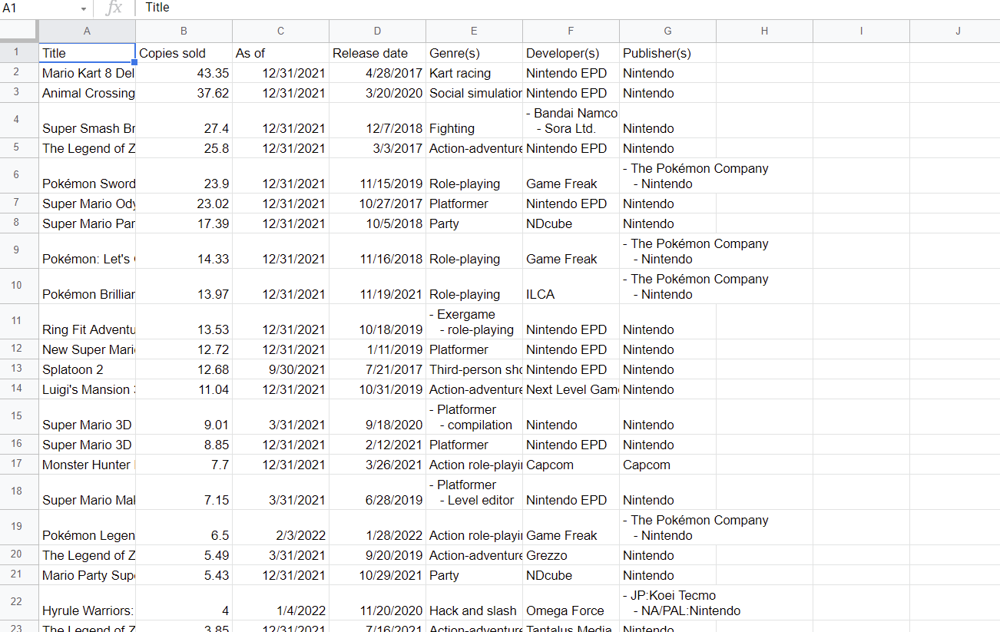 A1 fx Title
A B C D E F G H I J
1 Title Copies sold As of Release date Genre(s) Developer(s) Publisher(s)
2 Mario Kart 8 Del 43.35 12/31/2021 4/28/2017 Kart racing Nintendo EPD Nintendo
3 Animal Crossing 37.62 12/31/2021 3/20/2020 Social simulation Nintendo EPD Nintendo
- Bandai Namco
4 Super Smash Br 27.4 12/31/2021 12/7/2018 Fighting - Sora Ltd. Nintendo
5 The Legend of Z 25.8 12/31/2021 3/3/2017 Action-adventure Nintendo EPD Nintendo
- The Pokémon Company
6 Pokémon Sword 23.9 12/31/2021 11/15/2019 Role-playing Game Freak - Nintendo
7 Super Mario Ody 23.02 12/31/2021 10/27/2017 Platformer Nintendo EPD Nintendo
8 Super Mario Par 17.39 12/31/2021 10/5/2018 Party NDcube Nintendo
- The Pokémon Company
9 Pokémon: Let's 14.33 12/31/2021 11/16/2018 Role-playing Game Freak - Nintendo
- The Pokémon Company
10 Pokémon Brilliar 13.97 12/31/2021 11/19/2021 Role-playing ILCA - Nintendo
- Exergame
11 Ring Fit Adventu 13.53 12/31/2021 10/18/2019 - role-playing Nintendo EPD Nintendo
12 New Super Mari 12.72 12/31/2021 1/11/2019 Platformer Nintendo EPD Nintendo
13 Splatoon 2 12.68 9/30/2021 7/21/2017 Third-person sho Nintendo EPD Nintendo
14 Luigi's Mansion 11.04 12/31/2021 10/31/2019 Action-adventure Next Level Gam Nintendo
- Platformer
15 Super Mario 3D 9.01 3/31/2021 9/18/2020 - compilation Nintendo Nintendo
16 Super Mario 3D 8.85 12/31/2021 2/12/2021 Platformer Nintendo EPD Nintendo
17 Monster Hunter 7.7 12/31/2021 3/26/2021 Action role-playi Capcom Capcom
- Platformer
18 Super Mario Mal 7.15 3/31/2021 6/28/2019 - Level editor Nintendo EPD Nintendo
- The Pokémon Company
19 Pokémon Legen 6.5 2/3/2022 1/28/2022 Action role-playi Game Freak - Nintendo
20 The Legend of Z 5.49 3/31/2021 9/20/2019 Action-adventure Grezzo Nintendo
21 Mario Party Supe 5.43 12/31/2021 10/29/2021 Party NDcube Nintendo
- JP:Koei Tecmo
22 Hyrule Warriors: 4 1/4/2022 11/20/2020 Hack and slash Omega Force - NA/PAL:Nintendo
23 The Legend of Z 3.85 12/31/2021 7/16/2021 Action-adventure Tantalus Media Nintendo